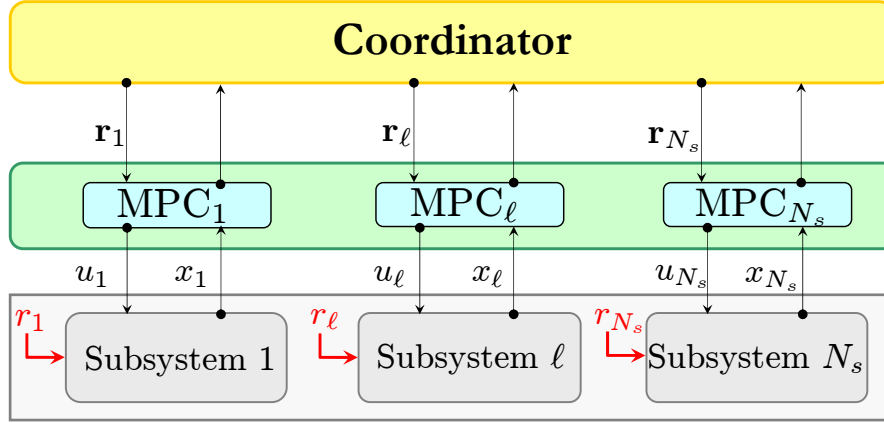 Coordinator
𝐫₁ 𝐫_ℓ 𝐫_{N_s}
MPC₁ MPC_ℓ MPC_{N_s}
u₁ x₁ u_ℓ x_ℓ u_{N_s} x_{N_s}
r₁ r_ℓ r_{N_s}
Subsystem 1 Subsystem ℓ Subsystem N_s